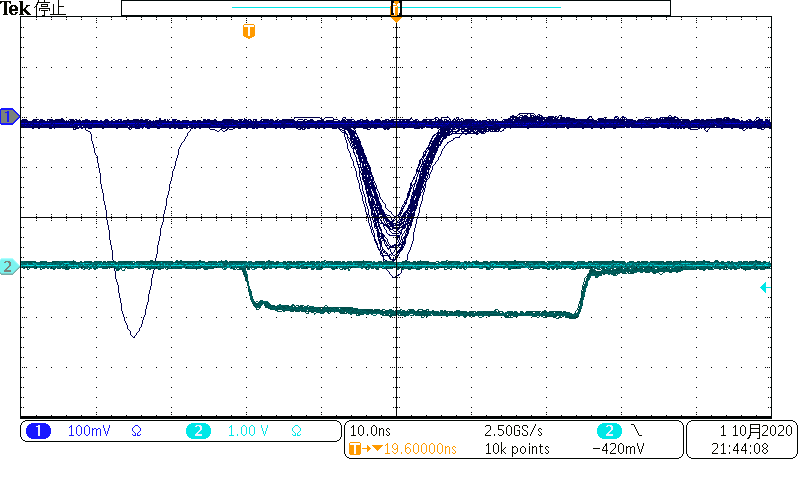 Tek 停止
T
1
2
1 100mV Ω 2 1.00 V Ω
10.0ns 2.50GS/s 2
T→▼19.60000ns 10k points −420mV
1 10月2020
21:44:08